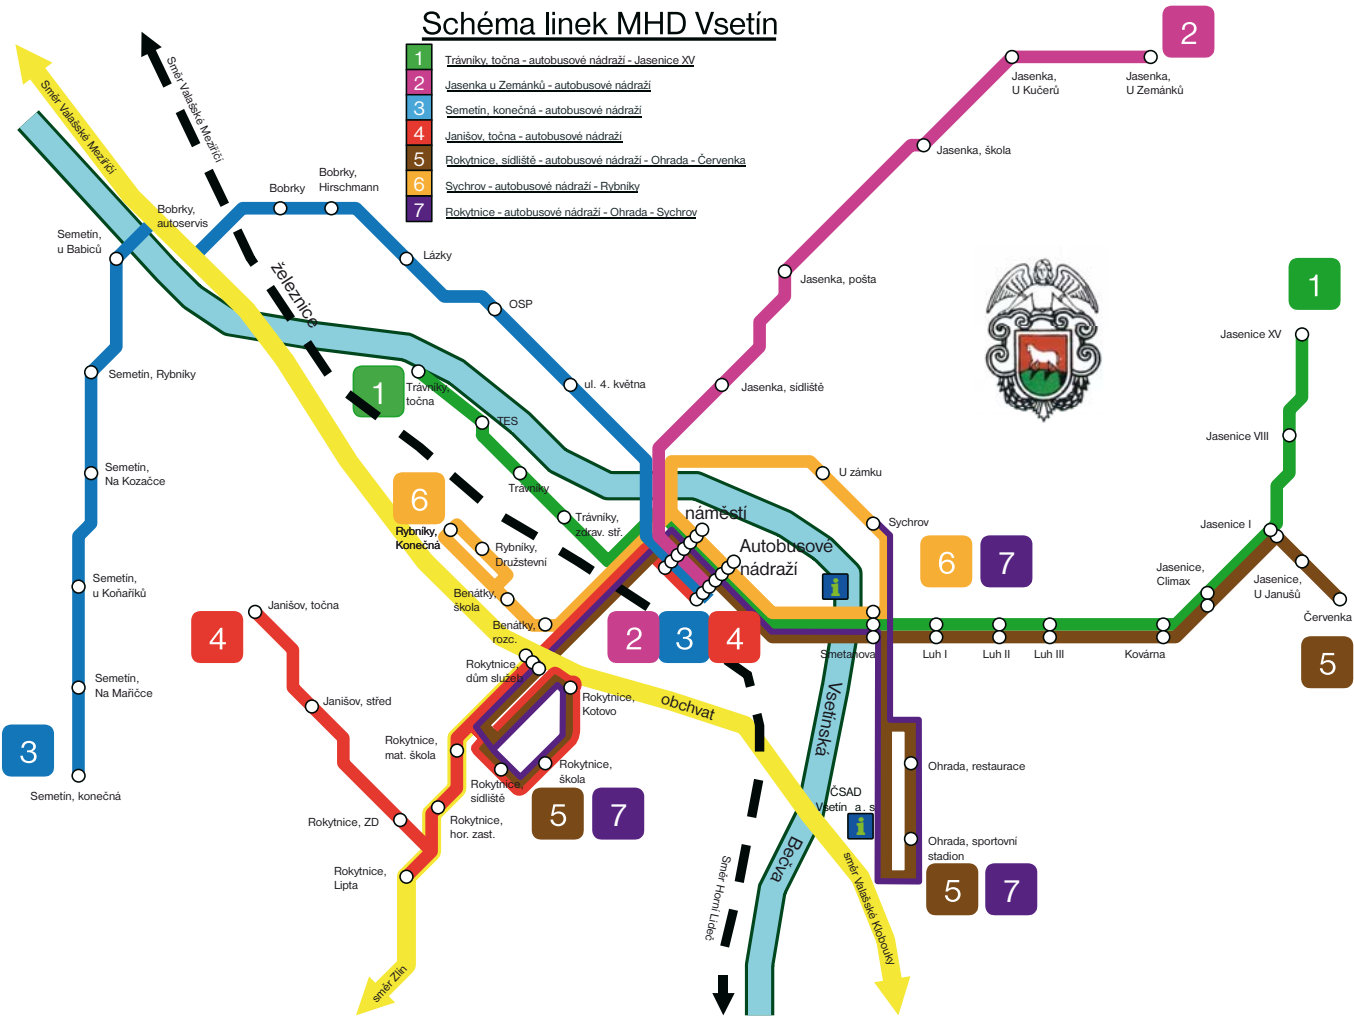 Schéma linek MHD Vsetín
1 Trávníky, točna - autobusové nádraží - Jasenice XV
2 Jasenka u Zemánků - autobusové nádraží
3 Semetín, konečná - autobusové nádraží
4 Janišov, točna - autobusové nádraží
5 Rokytnice, sídliště - autobusové nádraží - Ohrada - Červenka
6 Sychrov - autobusové nádraží - Rybníky
7 Rokytnice - autobusové nádraží - Ohrada - Sychrov
2
Jasenka,
U Kučerů
Jasenka,
U Zemánků
Jasenka, škola
Jasenka, pošta
Jasenka, sídliště
Směr Valašské Meziříčí
Směr Valašské Meziříčí
Bobrky,
autoservis
Bobrky
Bobrky,
Hirschmann
Lázky
OSP
ul. 4. května
železnice
Semetín,
u Babiců
Semetín, Rybníky
Semetín,
Na Kozačce
Semetín,
u Koňaříků
Semetín,
Na Maříčce
3
Semetín, konečná
1
Trávníky,
točna
TES
Trávníky
Trávníky,
zdrav. stř.
6
Rybníky,
Konečná
Rybníky,
Družstevní
Benátky,
škola
Benátky,
rozc.
náměstí
Autobusové
nádraží
i
2
3
4
U zámku
Sychrov
6
7
1
Jasenice XV
Jasenice VIII
Jasenice I
Jasenice,
Climax
Jasenice,
U Janušů
Červenka
5
Smetanova
Luh I
Luh II
Luh III
Kovárna
4
Janišov, točna
Janišov, střed
Rokytnice, ZD
Rokytnice,
Lipta
Rokytnice,
dům služeb
Rokytnice,
Kotovo
Rokytnice,
mat. škola
Rokytnice,
sídliště
Rokytnice,
škola
Rokytnice,
hor. zast.
5
7
obchvat
Vsetínská
Bečva
ČSAD
Vsetín a. s
i
Ohrada, restaurace
Ohrada, sportovní
stadion
5
7
směr Zlín
Směr Horní Lideč
směr Valašské Klobouky